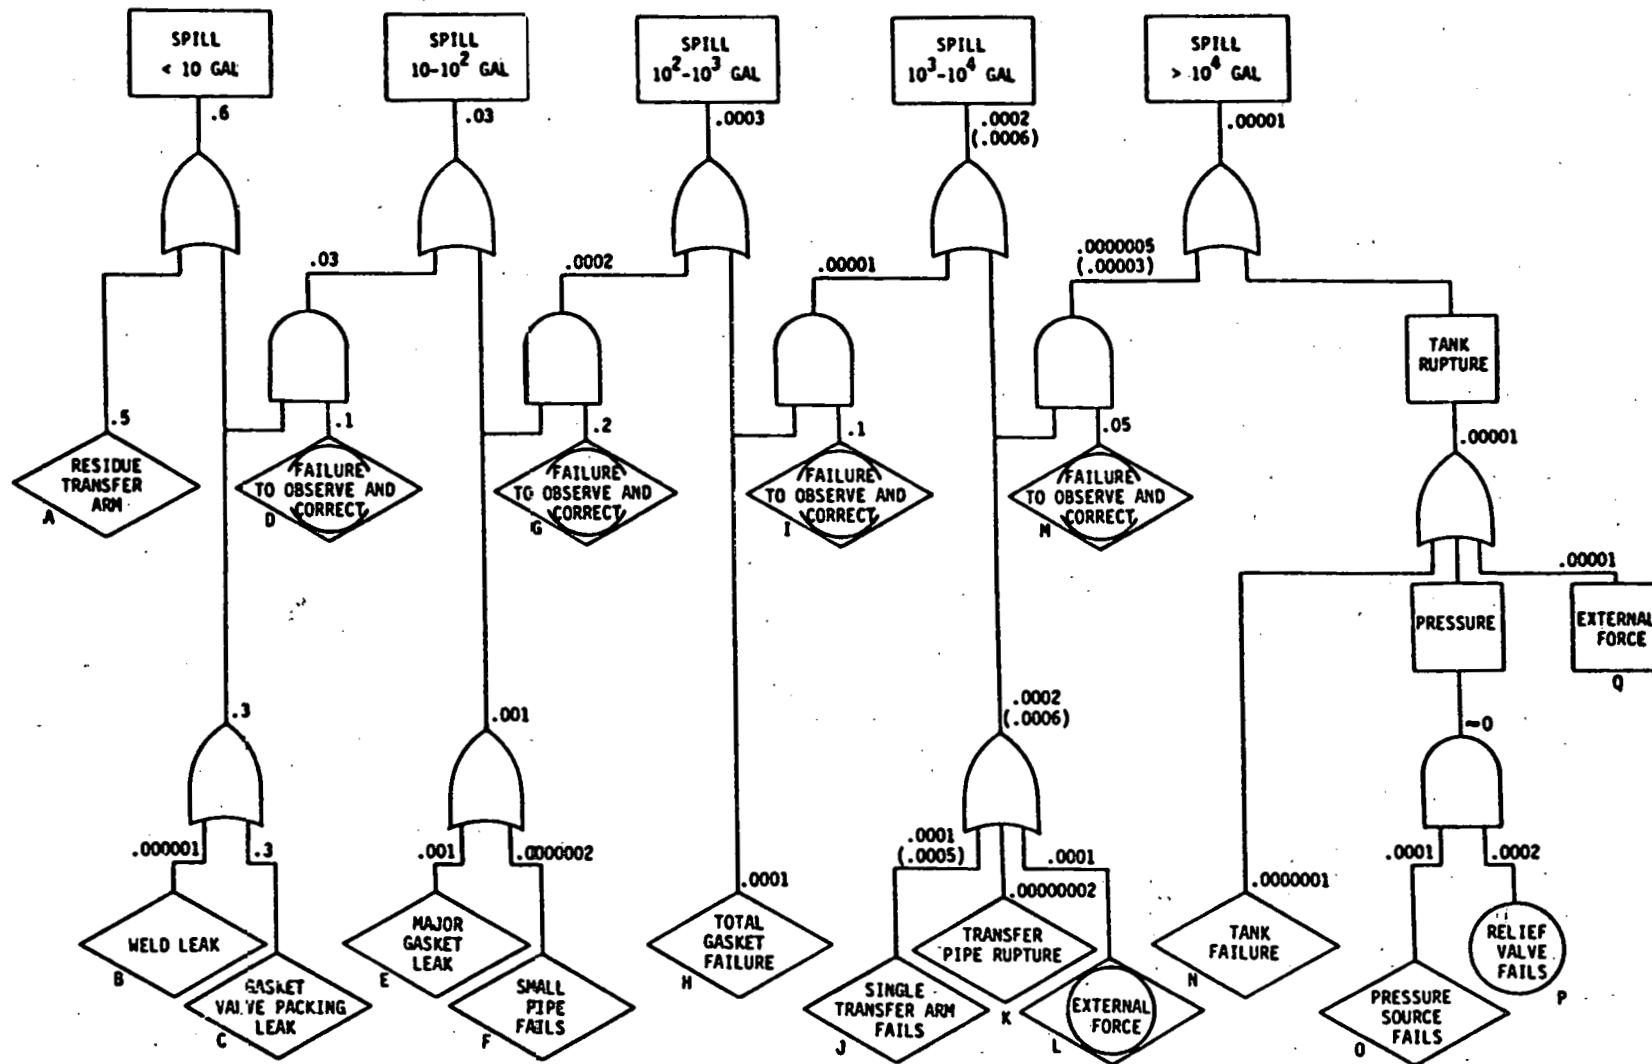 SPILL
< 10 GAL
SPILL
10-10² GAL
SPILL
10²-10³ GAL
SPILL
10³-10⁴ GAL
SPILL
> 10⁴ GAL
.6
.03
.0003
.0002
(.0006)
.00001
.03
.0002
.00001
.0000005
(.00003)
TANK
RUPTURE
.5
.1
.2
.1
.05
.00001
RESIDUE
TRANSFER
ARM
A
FAILURE
TO OBSERVE AND
CORRECT
D
FAILURE
TO OBSERVE AND
CORRECT
G
FAILURE
TO OBSERVE AND
CORRECT
I
FAILURE
TO OBSERVE AND
CORRECT
M
.00001
PRESSURE
EXTERNAL
FORCE
Q
.3
.001
.0002
(.0006)
≈0
.000001
.3
.001
.0000002
.0001
.0001
(.0005)
.00000002
.0001
.0000001
.0001
.0002
WELD LEAK
B
GASKET
VALVE PACKING
LEAK
C
MAJOR
GASKET
LEAK
E
SMALL
PIPE
FAILS
F
TOTAL
GASKET
FAILURE
H
SINGLE
TRANSFER ARM
FAILS
J
TRANSFER
PIPE RUPTURE
K
EXTERNAL
FORCE
L
TANK
FAILURE
N
PRESSURE
SOURCE
FAILS
O
RELIEF
VALVE
FAILS
P